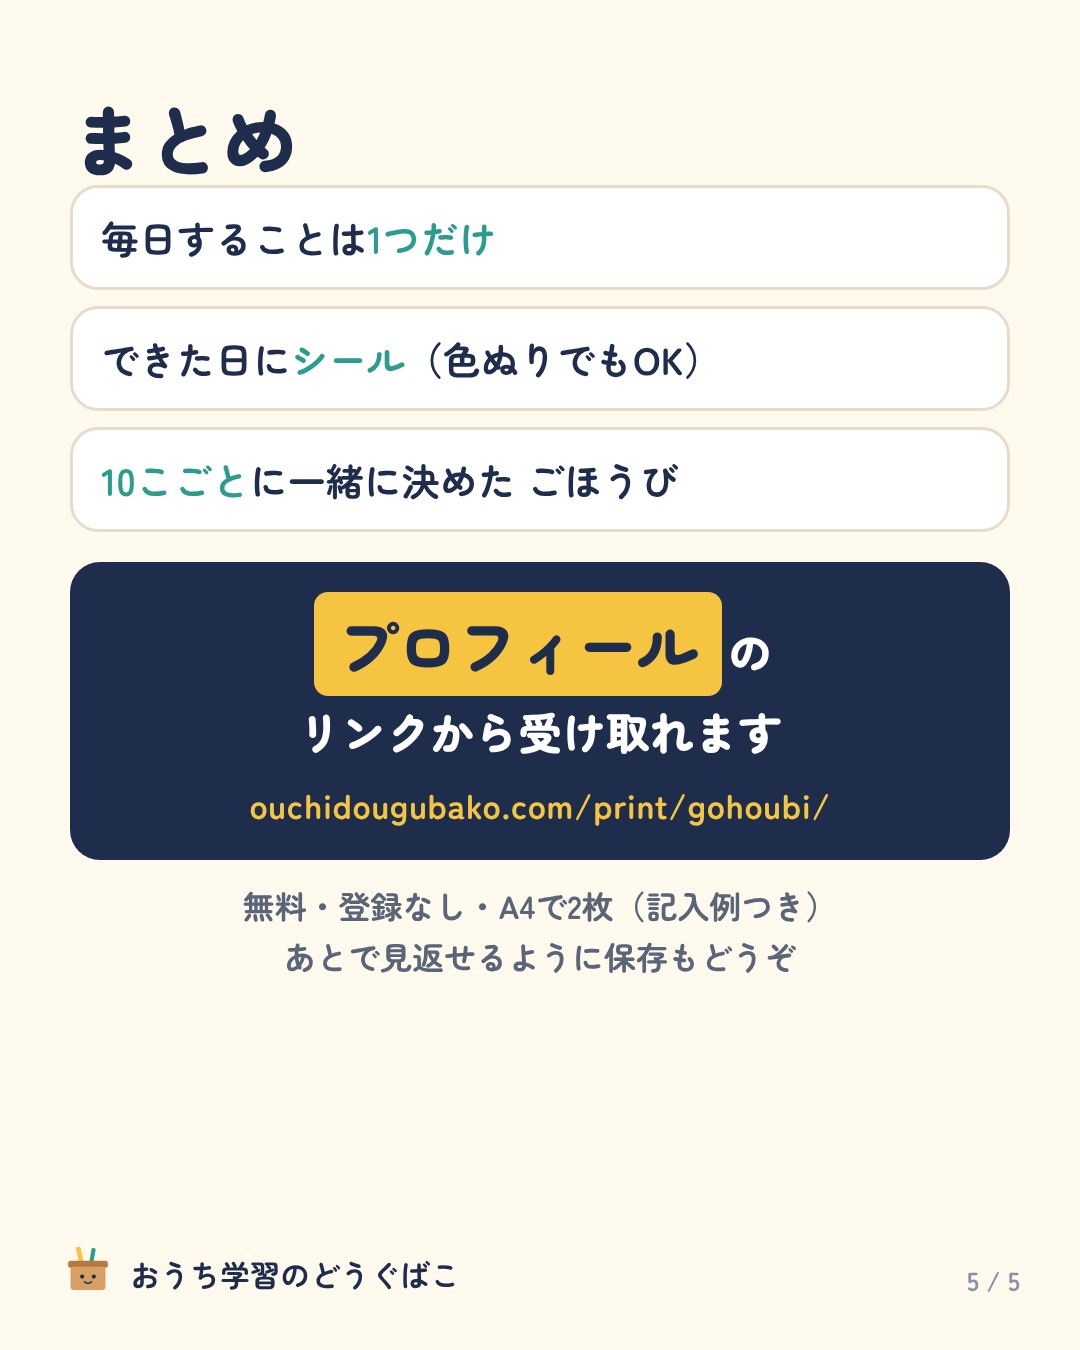 まとめ
毎日することは1つだけ
できた日にシール（色ぬりでもOK）
10こごとに一緒に決めた ごほうび
プロフィール の
リンクから受け取れます
ouchidougubako.com/print/gohoubi/
無料・登録なし・A4で2枚（記入例つき）
あとで見返せるように保存もどうぞ
おうち学習のどうぐばこ
5 / 5